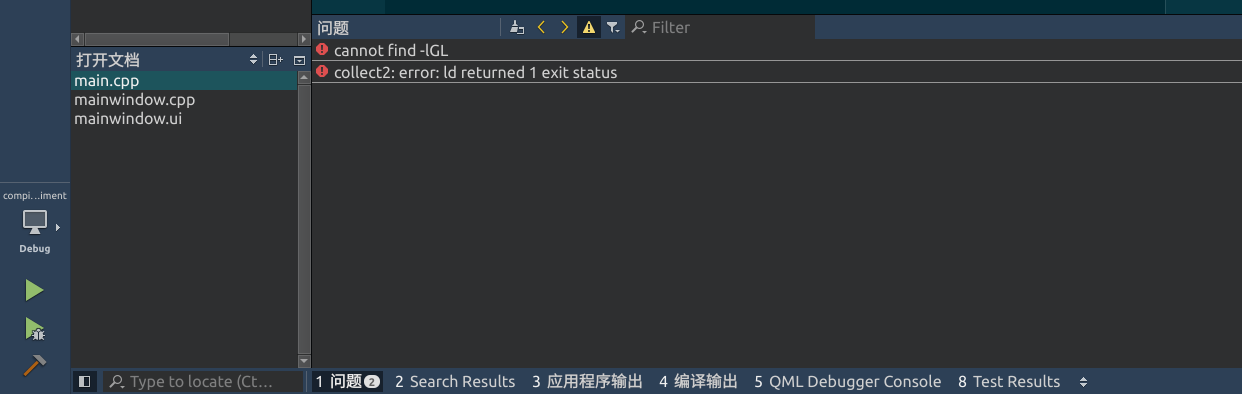 问题
Filter
cannot find -lGL
collect2: error: ld returned 1 exit status
打开文档
main.cpp
mainwindow.cpp
mainwindow.ui
compi...iment
Debug
Type to locate (Ct...
1 问题 2
2 Search Results
3 应用程序输出
4 编译输出
5 QML Debugger Console
8 Test Results